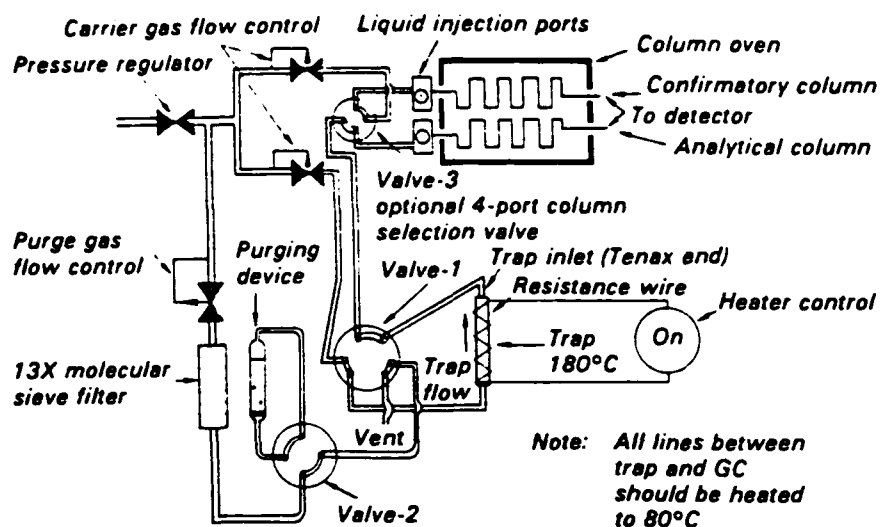 Carrier gas flow control
Pressure regulator
Liquid injection ports
Column oven
Confirmatory column
To detector
Analytical column
Valve-3
optional 4-port column
selection valve
Purge gas
flow control
Purging
device
Valve-1
Trap inlet (Tenax end)
Resistance wire
Heater control
On
Trap
180°C
Trap
flow
13X molecular
sieve filter
Vent
Valve-2
Note: All lines between
trap and GC
should be heated
to 80°C